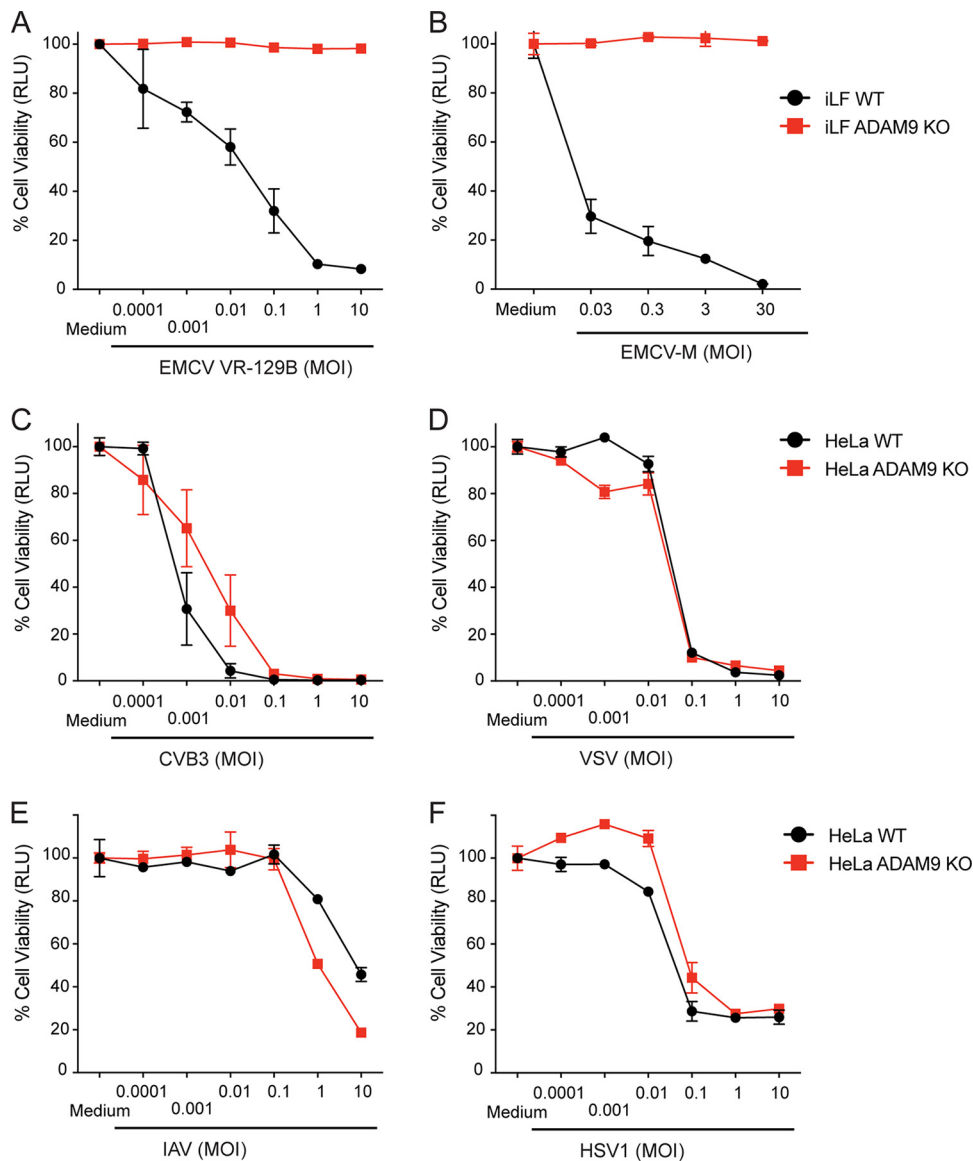 A
% Cell Viability (RLU)
100
80
60
40
20
0
0.0001 0.01 0.1 1 10
Medium 0.001
EMCV VR-129B (MOI)
B
% Cell Viability (RLU)
100
80
60
40
20
0
Medium 0.03 0.3 3 30
EMCV-M (MOI)
iLF WT
iLF ADAM9 KO
C
% Cell Viability (RLU)
100
80
60
40
20
0
0.0001 0.01 0.1 1 10
Medium 0.001
CVB3 (MOI)
D
% Cell Viability (RLU)
100
80
60
40
20
0
0.0001 0.01 0.1 1 10
Medium 0.001
VSV (MOI)
HeLa WT
HeLa ADAM9 KO
E
% Cell Viability (RLU)
100
80
60
40
20
0
0.0001 0.01 0.1 1 10
Medium 0.001
IAV (MOI)
F
% Cell Viability (RLU)
100
80
60
40
20
0
0.0001 0.01 0.1 1 10
Medium 0.001
HSV1 (MOI)
HeLa WT
HeLa ADAM9 KO